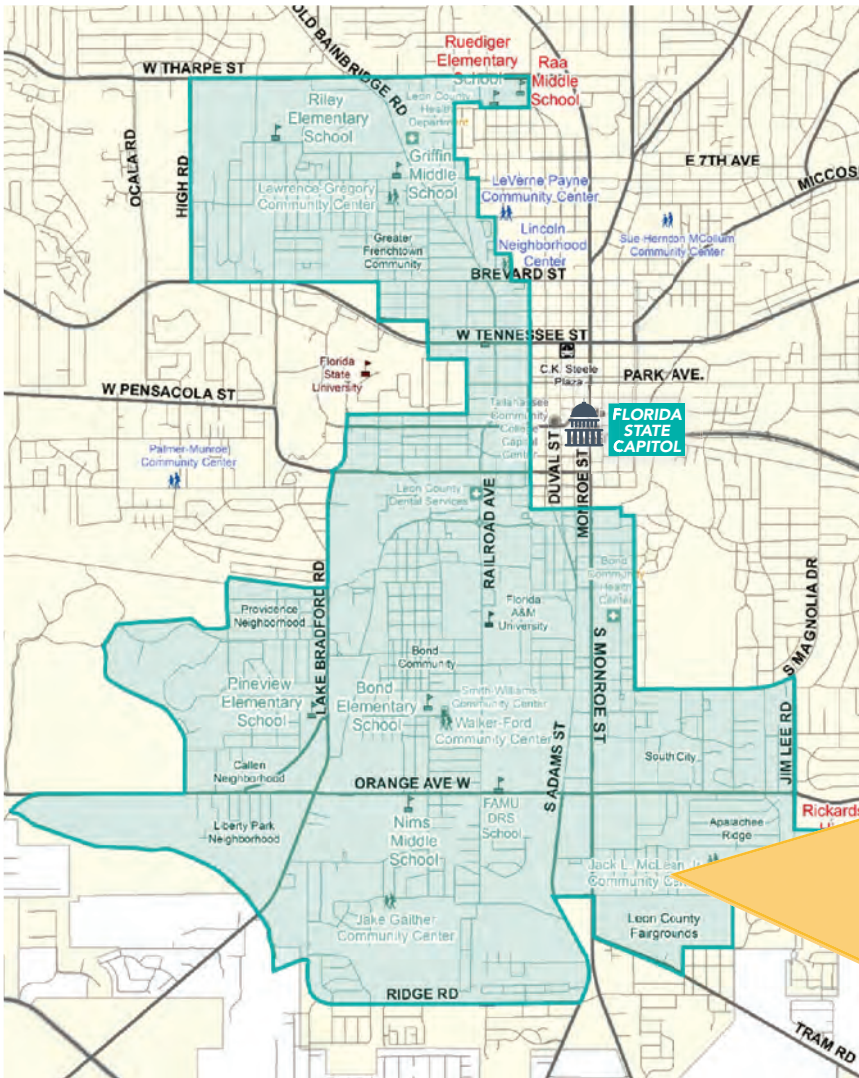 OLD BAINBRIDGE RD
Ruediger
Elementary
School
Raa
Middle
School
W THARPE ST
Leon County
Health
Department
Riley
Elementary
School
OCALA RD
HIGH RD
Griffin
Middle
School
E 7TH AVE
MICCOS
Lawrence-Gregory
Community Center
LeVerne Payne
Community Center
Lincoln
Neighborhood
Center
Sue Herndon McCollum
Community Center
Greater
Frenchtown
Community
BREVARD ST
W TENNESSEE ST
C.K. Steele
Plaza
PARK AVE.
Florida
State
University
W PENSACOLA ST
Tallahassee
Community
College
Capital
Center
FLORIDA
STATE
CAPITOL
DUVAL ST
MONROE ST
Palmer-Munroe
Community Center
Leon County
Dental Services
RAILROAD AVE
Bond
Community
Health
Center
LAKE BRADFORD RD
Providence
Neighborhood
Florida
A&M
University
S MAGNOLIA DR
Bond
Community
S MONROE ST
Pineview
Elementary
School
Bond
Elementary
School
Smith-Williams
Community Center
Walker-Ford
Community Center
JIM LEE RD
S ADAMS ST
South City
Callen
Neighborhood
ORANGE AVE W
Liberty Park
Neighborhood
Nims
Middle
School
FAMU
DRS
School
Rickards
Apalachee
Ridge
Jack L. McLean Jr.
Community
Jake Gaither
Community Center
Leon County
Fairgrounds
RIDGE RD
TRAM RD